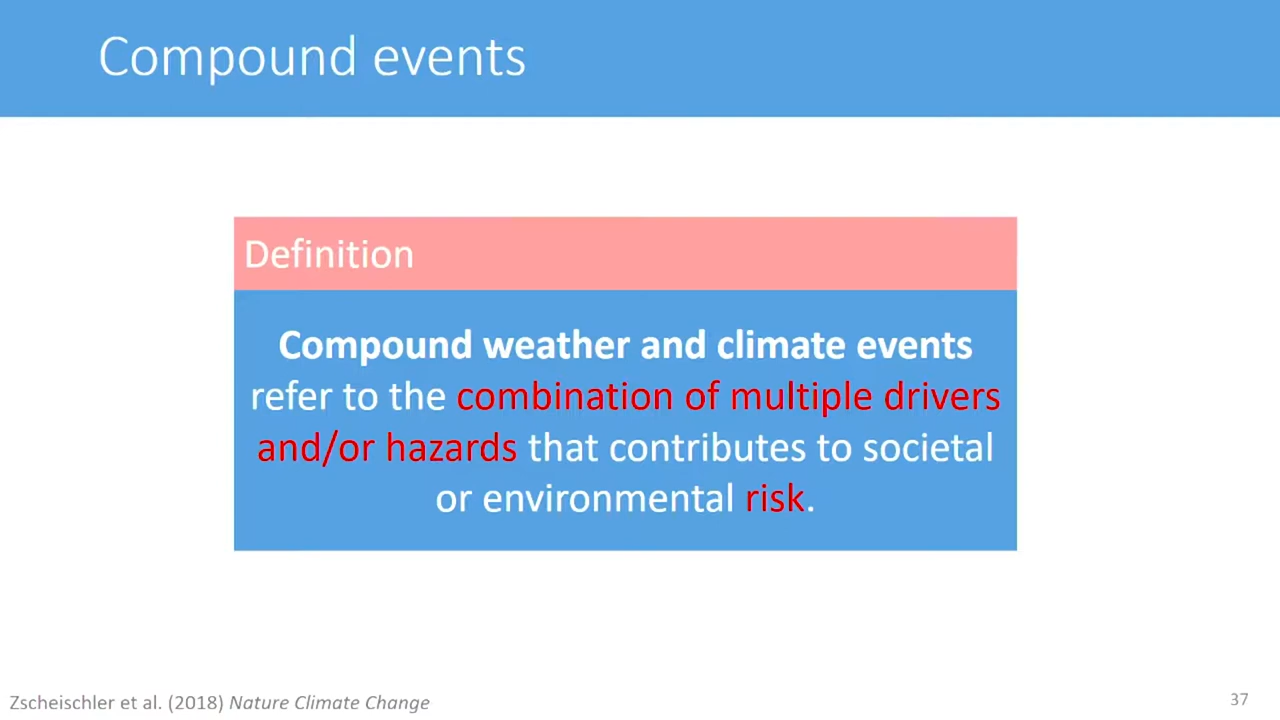 Compound events
Definition
Compound weather and climate events
refer to the combination of multiple drivers
and/or hazards that contributes to societal
or environmental risk.
Zscheischler et al. (2018) Nature Climate Change
37